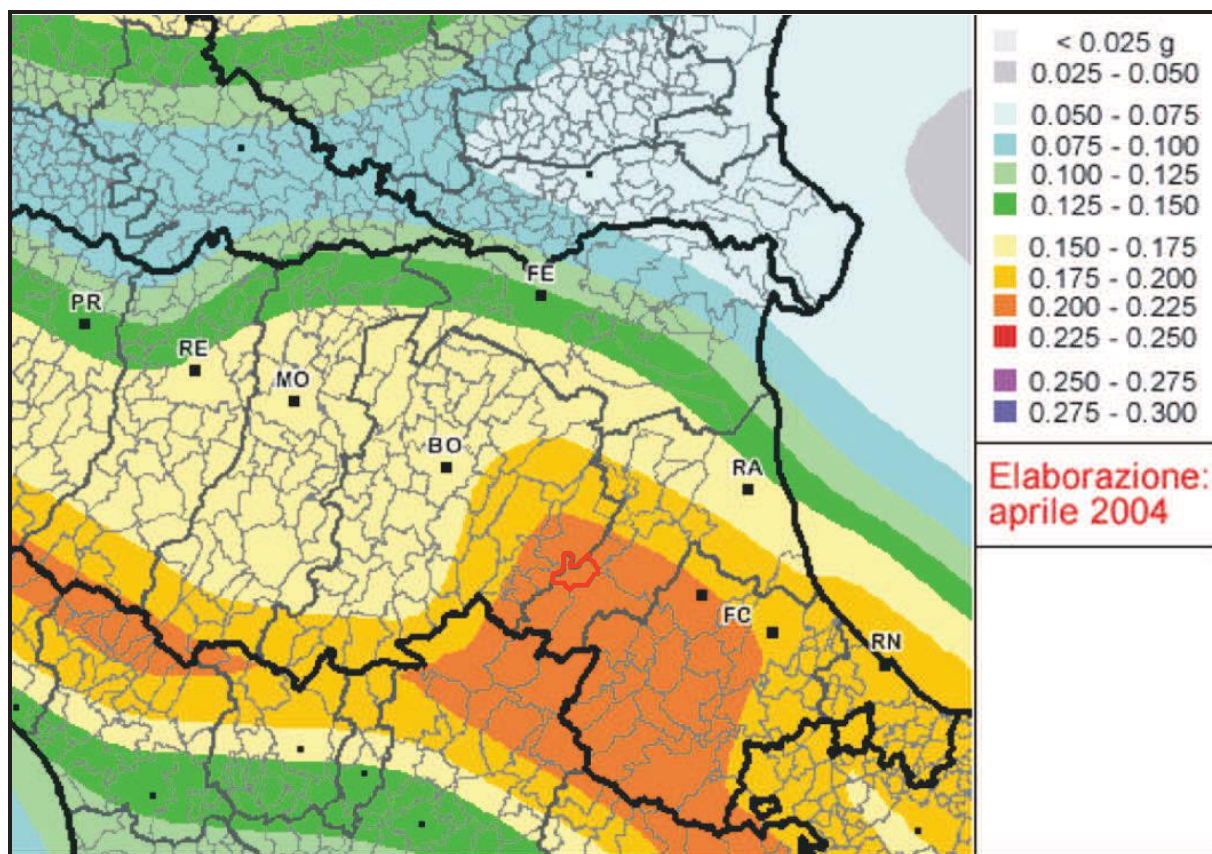 < 0.025 g
0.025 - 0.050
0.050 - 0.075
0.075 - 0.100
0.100 - 0.125
0.125 - 0.150
0.150 - 0.175
0.175 - 0.200
0.200 - 0.225
0.225 - 0.250
0.250 - 0.275
0.275 - 0.300
Elaborazione:
aprile 2004
FE
PR
RE
MO
BO
RA
FC
RN